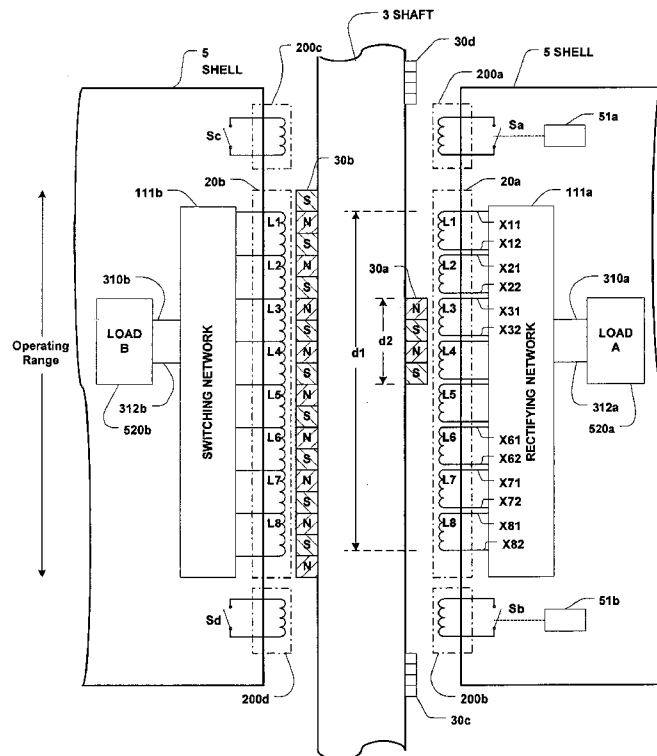 3 SHAFT
5
SHELL
200c
30d
200a
5 SHELL
Sc
30b
Sa
51a
111b
20b
20a
111a
S
N
S
N
S
N
S
N
S
N
S
N
S
N
S
N
S
N
L1
L2
L3
L4
L5
L6
L7
L8
30a
N
S
N
S
d1
d2
L1
L2
L3
L4
L5
L6
L7
L8
X11
X12
X21
X22
X31
X32
X61
X62
X71
X72
X81
X82
310b
310a
Operating
Range
LOAD
B
LOAD
A
SWITCHING NETWORK
RECTIFYING NETWORK
312b
312a
520b
520a
Sd
Sb
51b
200d
200b
30c